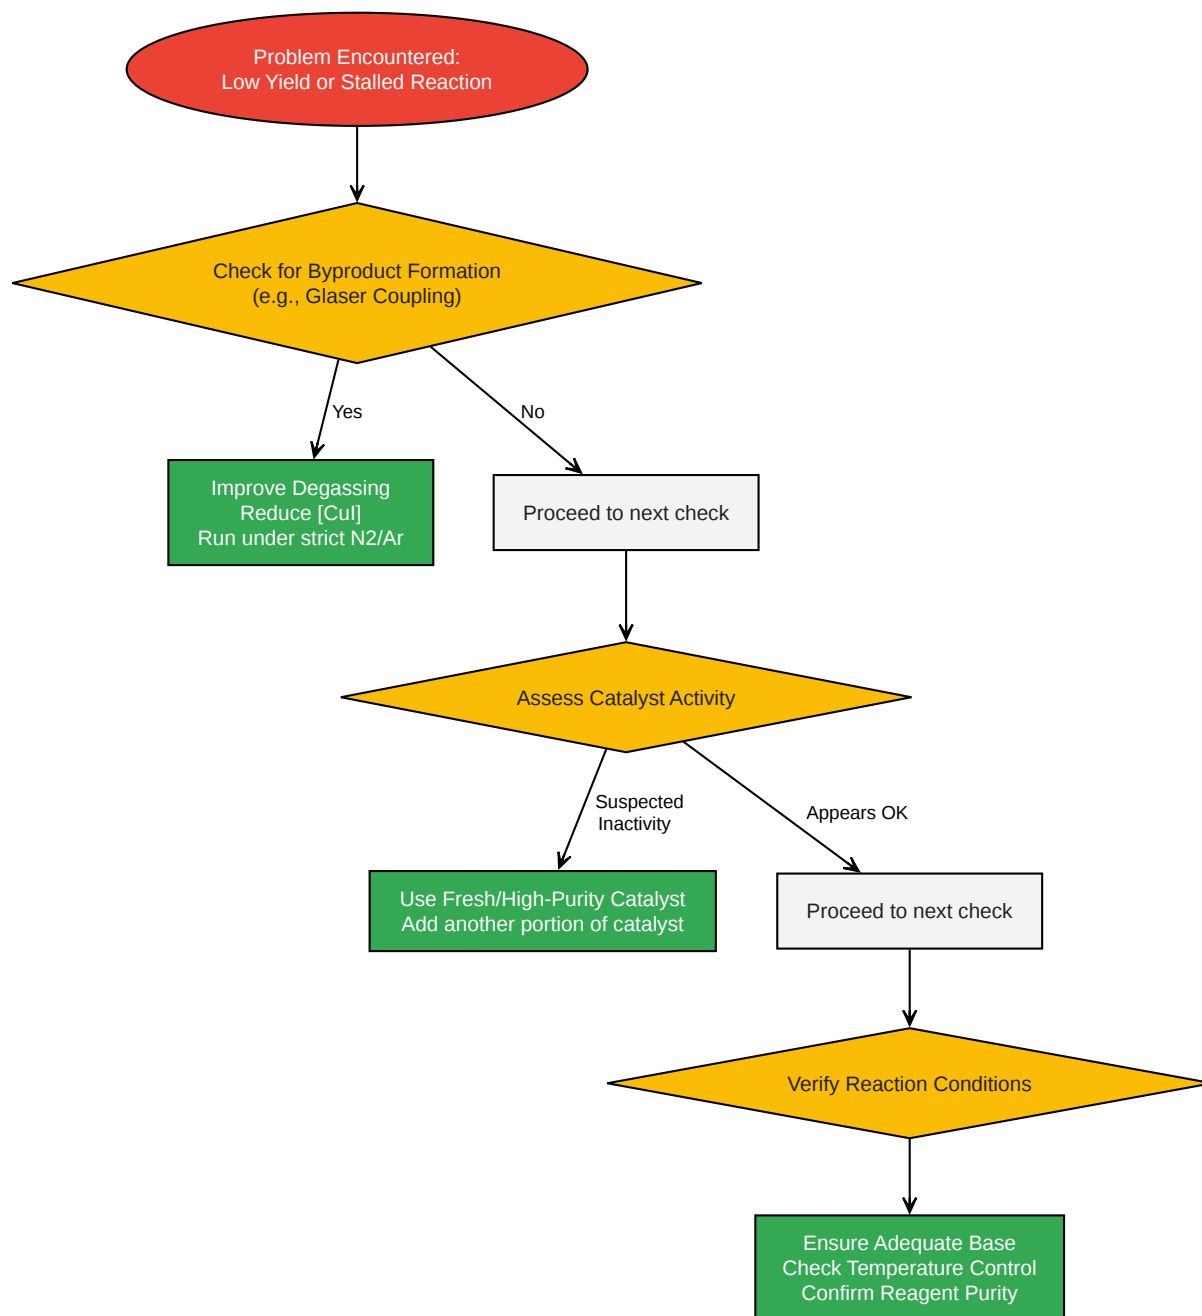 Problem Encountered:
Low Yield or Stalled Reaction
Check for Byproduct Formation
(e.g., Glaser Coupling)
Yes
No
Improve Degassing
Reduce [CuI]
Run under strict N2/Ar
Proceed to next check
Assess Catalyst Activity
Suspected
Inactivity
Appears OK
Use Fresh/High-Purity Catalyst
Add another portion of catalyst
Proceed to next check
Verify Reaction Conditions
Ensure Adequate Base
Check Temperature Control
Confirm Reagent Purity